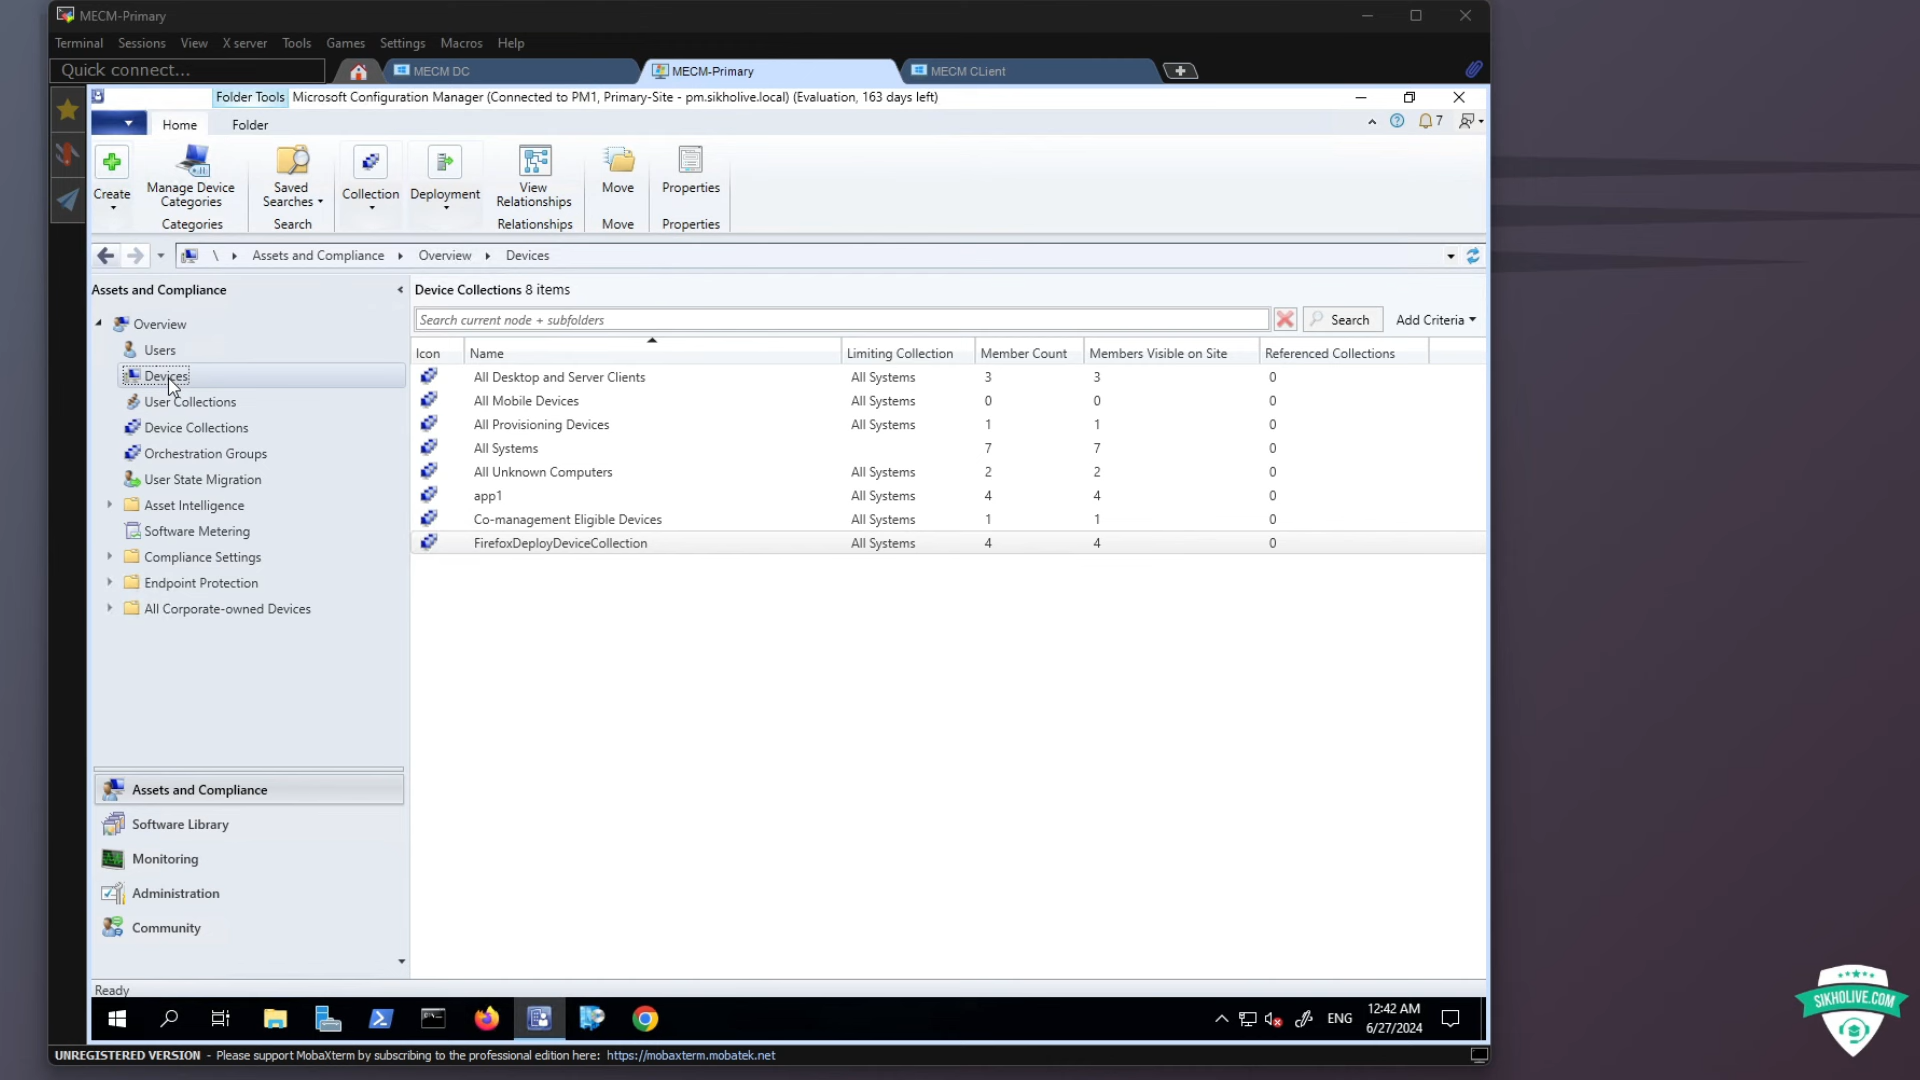 MECM-Primary
Terminal Sessions View X server Tools Games Settings Macros Help
Quick connect...
MECM DC
MECM-Primary
MECM CLient
Folder Tools Microsoft Configuration Manager (Connected to PM1, Primary-Site - pm.sikholive.local) (Evaluation, 163 days left)
Home Folder
7
Create
Manage Device Categories
Categories
Saved Searches
Search
Collection
Deployment
View Relationships
Relationships
Move
Move
Properties
Properties
\ Assets and Compliance Overview Devices
Assets and Compliance
Overview
Users
Devices
User Collections
Device Collections
Orchestration Groups
User State Migration
Asset Intelligence
Software Metering
Compliance Settings
Endpoint Protection
All Corporate-owned Devices
Assets and Compliance
Software Library
Monitoring
Administration
Community
Device Collections 8 items
Search current node + subfolders
Search
Add Criteria
Icon Name Limiting Collection Member Count Members Visible on Site Referenced Collections
All Desktop and Server Clients All Systems 3 3 0
All Mobile Devices All Systems 0 0 0
All Provisioning Devices All Systems 1 1 0
All Systems 7 7 0
All Unknown Computers All Systems 2 2 0
app1 All Systems 4 4 0
Co-management Eligible Devices All Systems 1 1 0
FirefoxDeployDeviceCollection All Systems 4 4 0
Ready
ENG
12:42 AM
6/27/2024
UNREGISTERED VERSION - Please support MobaXterm by subscribing to the professional edition here: https://mobaxterm.mobatek.net
SIKHOLIVE.COM